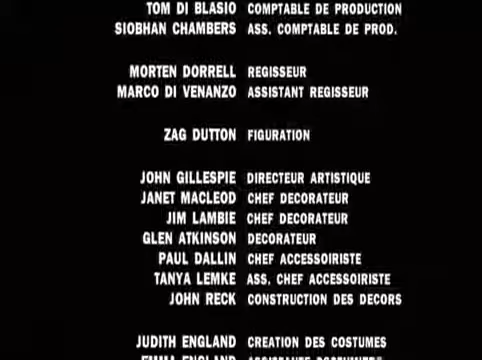 TOM DI BLASIO COMPTABLE DE PRODUCTION
SIOBHAN CHAMBERS ASS. COMPTABLE DE PROD.
MORTEN DORRELL REGISSEUR
MARCO DI VENANZO ASSISTANT REGISSEUR
ZAG DUTTON FIGURATION
JOHN GILLESPIE DIRECTEUR ARTISTIQUE
JANET MACLEOD CHEF DECORATEUR
JIM LAMBIE CHEF DECORATEUR
GLEN ATKINSON DECORATEUR
PAUL DALLIN CHEF ACCESSOIRISTE
TANYA LEMKE ASS. CHEF ACCESSOIRISTE
JOHN RECK CONSTRUCTION DES DECORS
JUDITH ENGLAND CREATION DES COSTUMES
EMMA ENGLAND